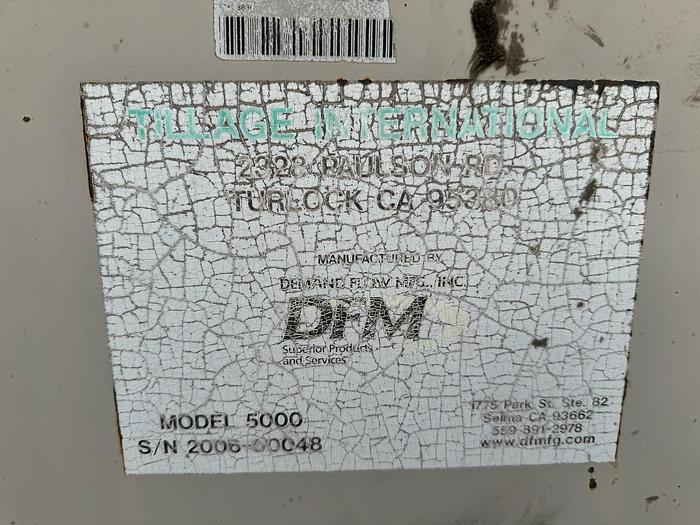 TILLAGE INTERNATIONAL
2328 PAULSON RD
TURLOCK CA 95380
MANUFACTURED BY
DEMAND FLOW MFG., INC.
DFM
Superior Products
and Services
MODEL 5000
S/N 2006-00048
1775 Park St. Ste. 82
Selma CA 93662
559-891-2978
www.dfmfg.com